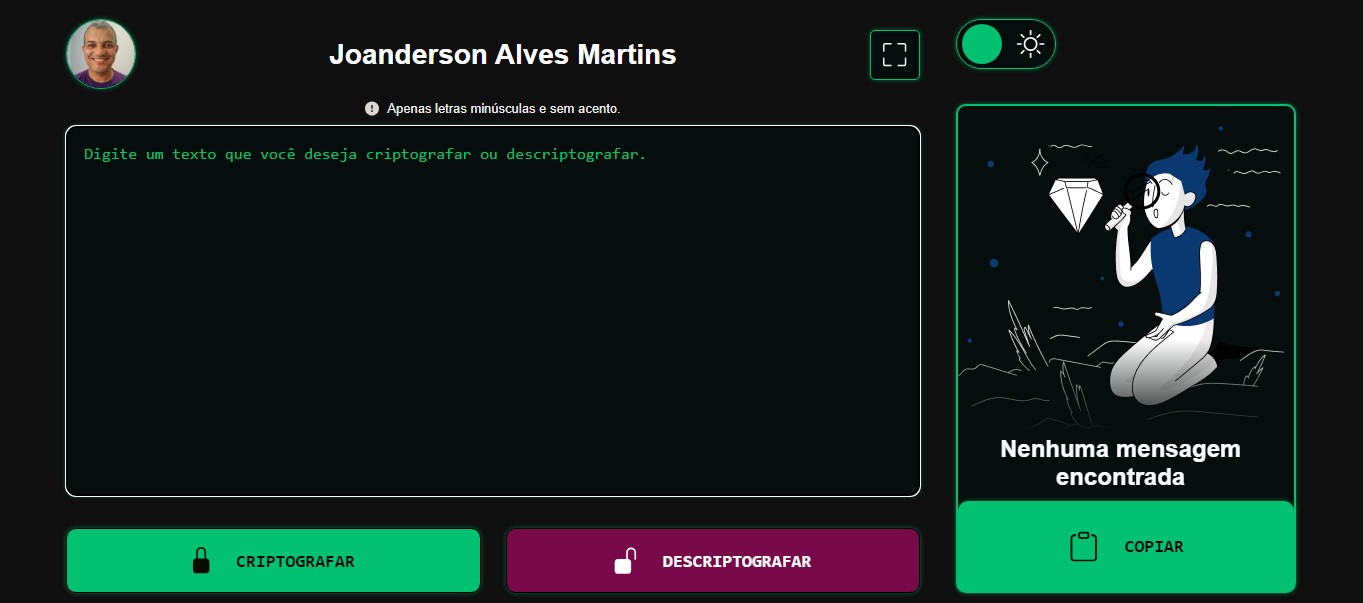 Joanderson Alves Martins
Apenas letras minúsculas e sem acento.
Digite um texto que você deseja criptografar ou descriptografar.
CRIPTOGRAFAR
DESCRIPTOGRAFAR
Nenhuma mensagem
encontrada
COPIAR